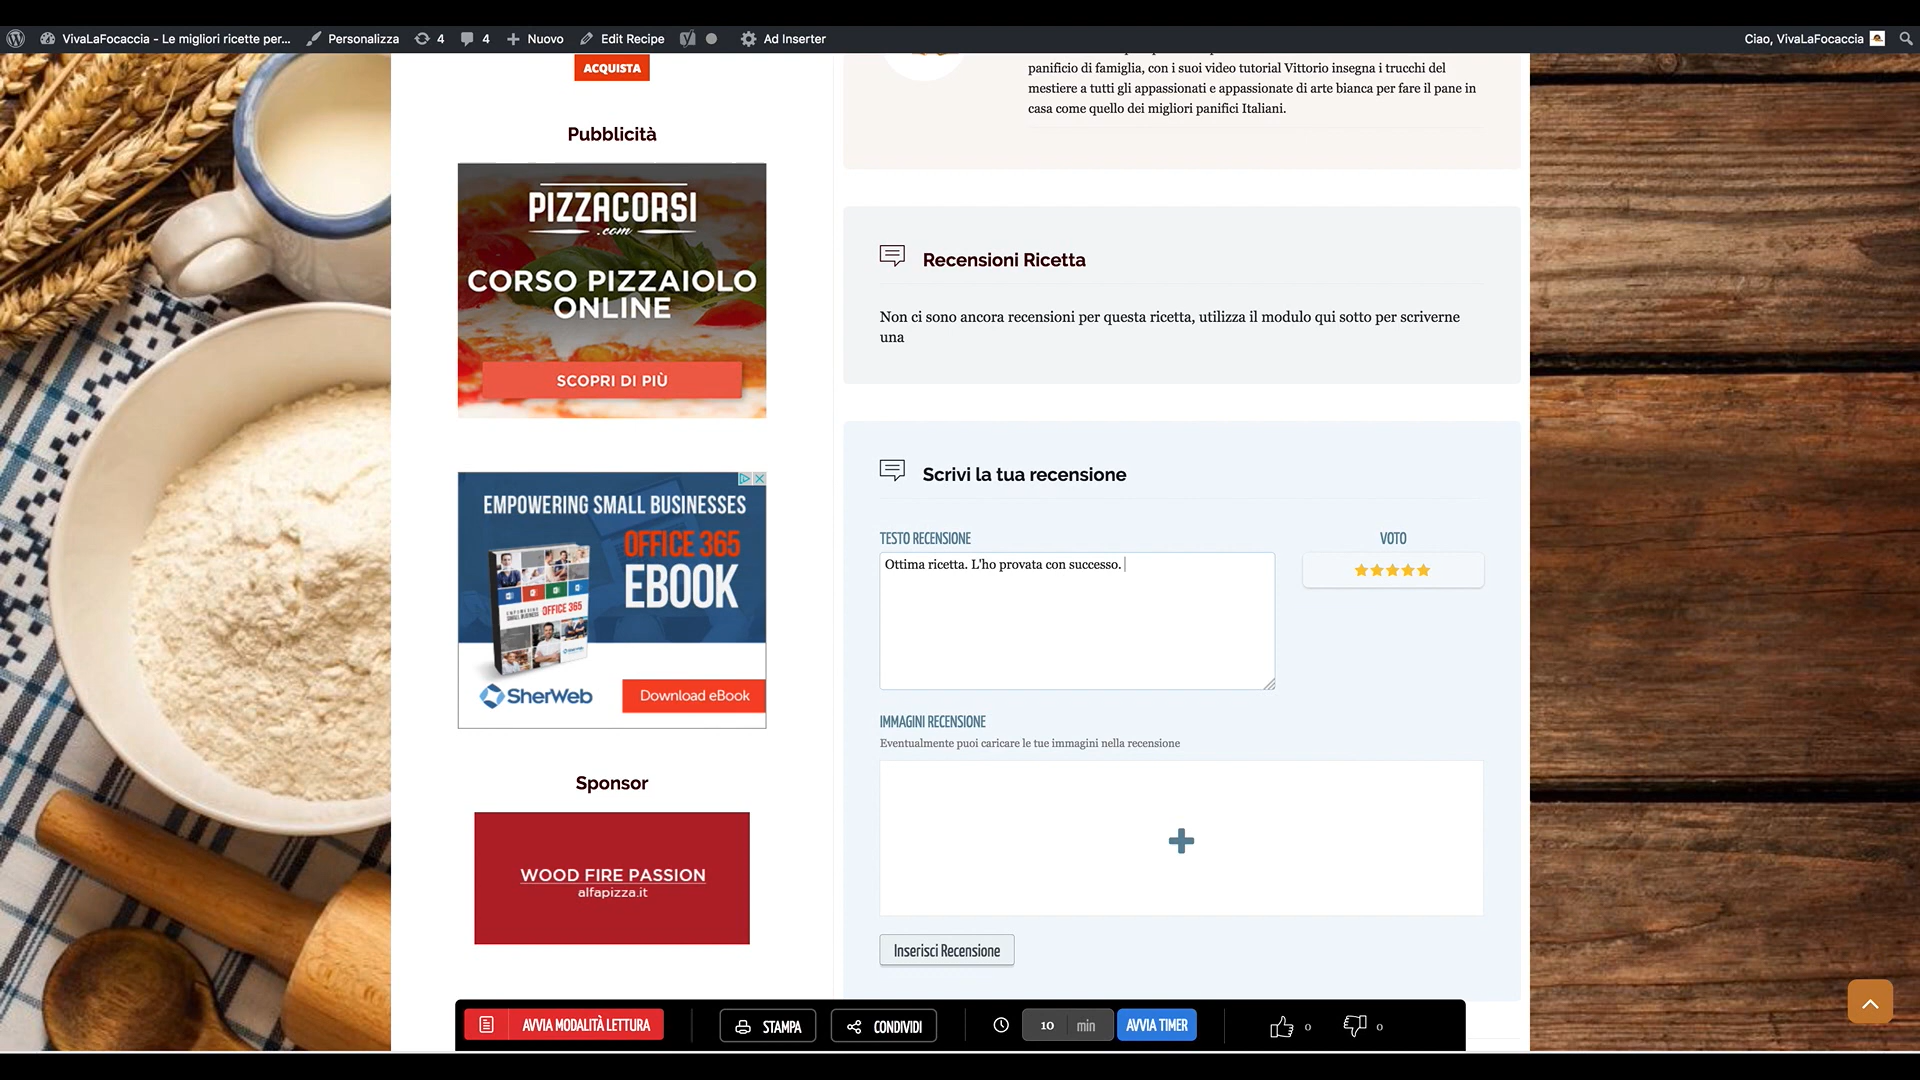 VivaLaFocaccia - Le migliori ricette per... Personalizza 4 4 Nuovo Edit Recipe Ad Inserter Ciao, VivaLaFocaccia
ACQUISTA
Pubblicità
PIZZACORSI
.com
CORSO PIZZAIOLO
ONLINE
SCOPRI DI PIÙ
EMPOWERING SMALL BUSINESSES
OFFICE 365
EBOOK
EMPOWERING
SMALL BUSINESS OFFICE 365
SherWeb
Download eBook
Sponsor
WOOD FIRE PASSION
alfapizza.it
panificio di famiglia, con i suoi video tutorial Vittorio insegna i trucchi del
mestiere a tutti gli appassionati e appassionate di arte bianca per fare il pane in
casa come quello dei migliori panifici Italiani.
Recensioni Ricetta
Non ci sono ancora recensioni per questa ricetta, utilizza il modulo qui sotto per scriverne
una
Scrivi la tua recensione
TESTO RECENSIONE
VOTO
Ottima ricetta. L'ho provata con successo.
IMMAGINI RECENSIONE
Eventualmente puoi caricare le tue immagini nella recensione
Inserisci Recensione
AVVIA MODALITÀ LETTURA STAMPA CONDIVIDI 10 min AVVIA TIMER 0 0